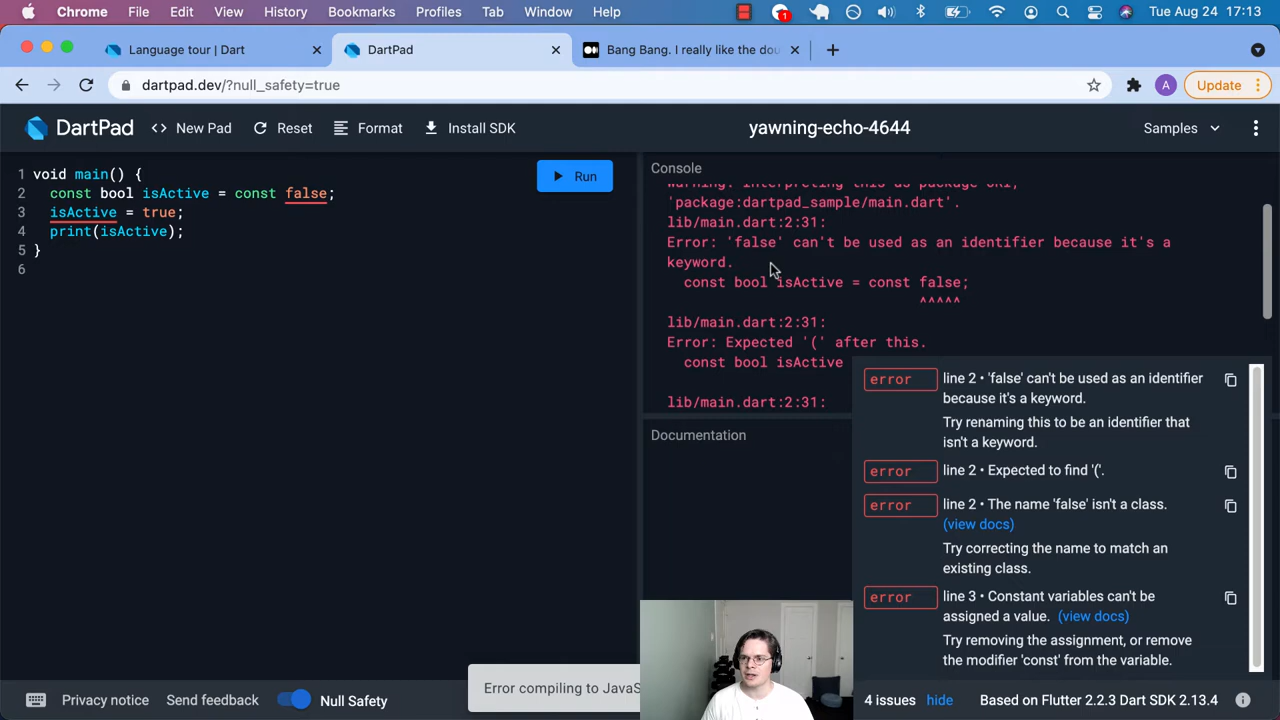 Chrome File Edit View History Bookmarks Profiles Tab Window Help 1 Tue Aug 24 17:13
Language tour | Dart DartPad Bang Bang. I really like the dou
dartpad.dev/?null_safety=true A Update
DartPad <> New Pad Reset Format Install SDK yawning-echo-4644 Samples
1 void main() {
2 const bool isActive = const false;
3 isActive = true;
4 print(isActive);
5 }
6
Run
Console
Warning: Interpreting this as package URI,
'package:dartpad_sample/main.dart'.
lib/main.dart:2:31:
Error: 'false' can't be used as an identifier because it's a
keyword.
const bool isActive = const false;
^^^^^
lib/main.dart:2:31:
Error: Expected '(' after this.
const bool isActive
lib/main.dart:2:31:
Documentation
error line 2 • 'false' can't be used as an identifier
because it's a keyword.
Try renaming this to be an identifier that
isn't a keyword.
error line 2 • Expected to find '('.
error line 2 • The name 'false' isn't a class.
(view docs)
Try correcting the name to match an
existing class.
error line 3 • Constant variables can't be
assigned a value. (view docs)
Try removing the assignment, or remove
the modifier 'const' from the variable.
Error compiling to JavaS
Privacy notice Send feedback Null Safety 4 issues hide Based on Flutter 2.2.3 Dart SDK 2.13.4